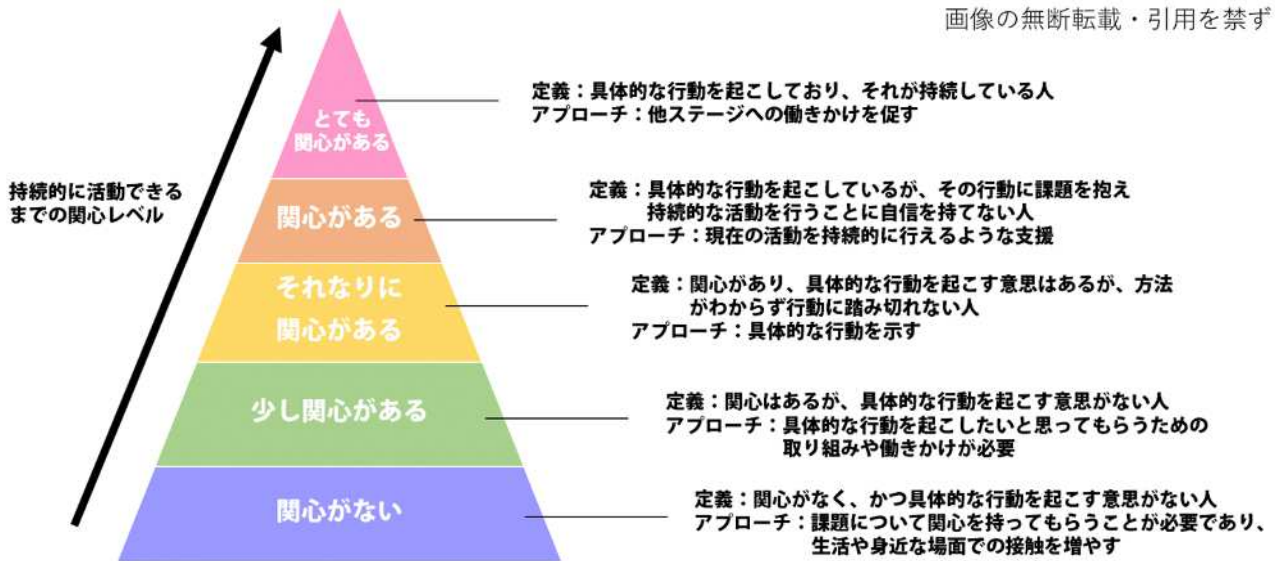 画像の無断転載・引用を禁ず
定義：具体的な行動を起こしており、それが持続している人
アプローチ：他ステージへの働きかけを促す
とても
関心がある
持続的に活動できる
までの関心レベル
定義：具体的な行動を起こしているが、その行動に課題を抱え
持続的な活動を行うことに自信を持てない人
アプローチ：現在の活動を持続的に行えるような支援
関心がある
定義：関心があり、具体的な行動を起こす意思はあるが、方法
がわからず行動に踏み切れない人
アプローチ：具体的な行動を示す
それなりに
関心がある
定義：関心はあるが、具体的な行動を起こす意思がない人
アプローチ：具体的な行動を起こしたいと思ってもらうための
取り組みや働きかけが必要
少し関心がある
定義：関心がなく、かつ具体的な行動を起こす意思がない人
アプローチ：課題について関心を持ってもらうことが必要であり、
生活や身近な場面での接触を増やす
関心がない